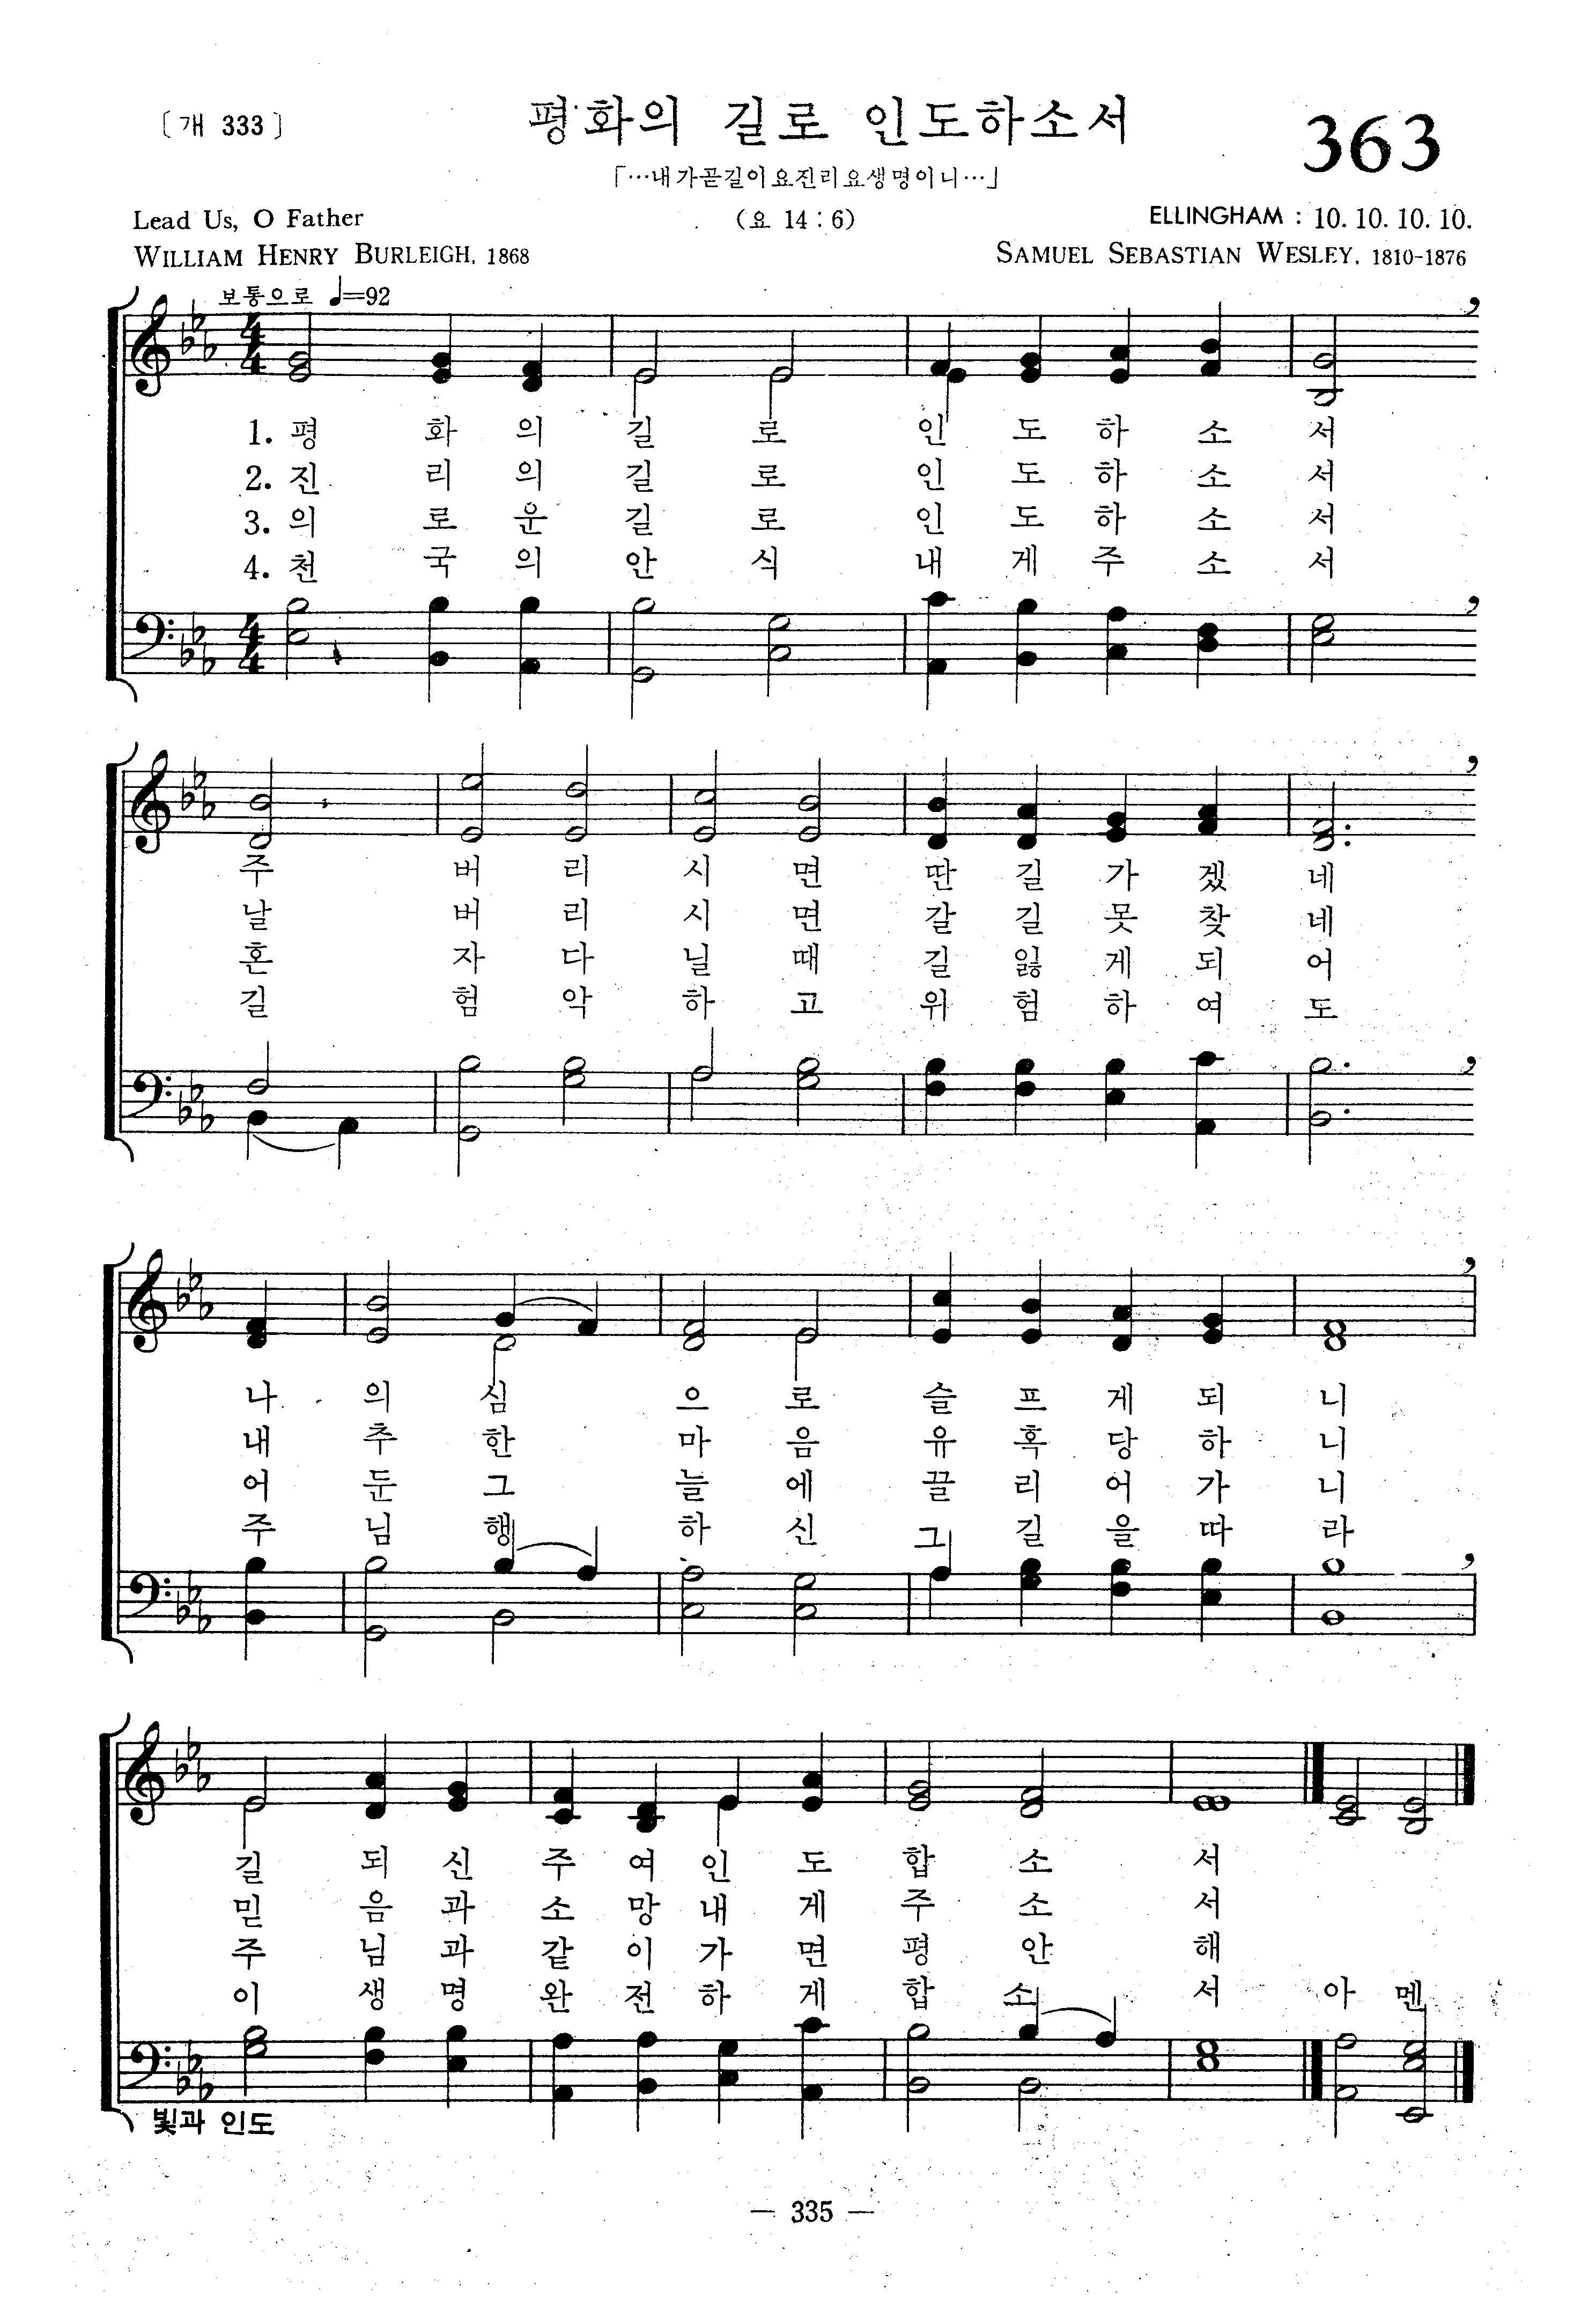 〔개 333〕
평화의 길로 인도하소서
363
「…내가곧길이요진리요생명이니…」
Lead Us, O Father
(요 14 : 6)
ELLINGHAM : 10. 10. 10. 10.
WILLIAM HENRY BURLEIGH, 1868
SAMUEL SEBASTIAN WESLEY, 1810-1876
보통으로 ♩=92
1. 평 화 의 길 로 인 도 하 소 서
2. 진 리 의 길 로 인 도 하 소 서
3. 의 로 운 길 로 인 도 하 소 서
4. 천 국 의 안 식 내 게 주 소 서
주 버 리 시 면 딴 길 가 겠 네
날 버 리 시 면 갈 길 못 찾 네
혼 자 다 닐 때 길 잃 게 되 어
길 험 악 하 고 위 험 하 여 도
나 의 심 으 로 슬 프 게 되 니
내 추 한 마 음 유 혹 당 하 니
어 둔 그 늘 에 끌 리 어 가 니
주 님 행 하 신 그 길 을 따 라
길 되 신 주 여 인 도 합 소 서
믿 음 과 소 망 내 게 주 소 서
주 님 과 같 이 가 면 평 안 해
이 생 명 완 전 하 게 합 소 서 아 멘
빛과 인도
— 335 —